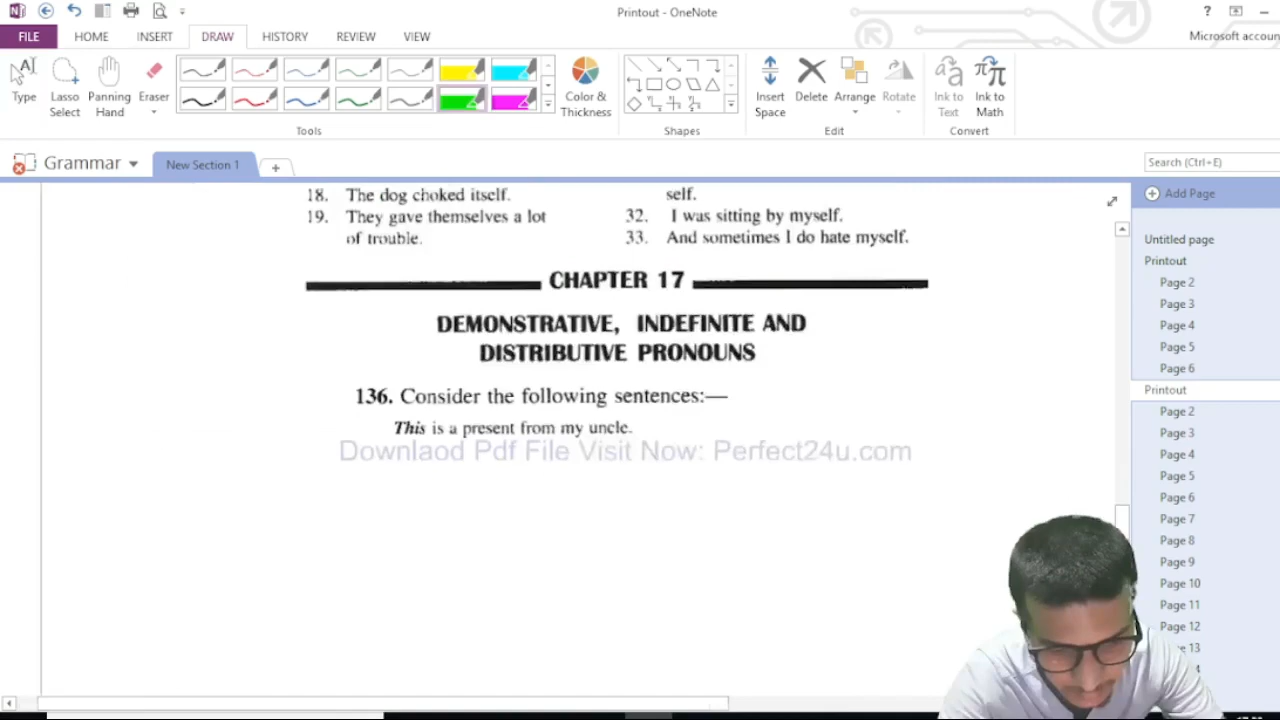 Printout - OneNote
?
FILE
HOME
INSERT
DRAW
HISTORY
REVIEW
VIEW
Microsoft accoun
Type
Lasso
Select
Panning
Hand
Eraser
Color &
Thickness
Insert
Space
Delete
Arrange
Rotate
Ink to
Text
Ink to
Math
Tools
Shapes
Edit
Convert
Grammar
New Section 1
Search (Ctrl+E)
18. The dog choked itself.
19. They gave themselves a lot
of trouble.
self.
32. I was sitting by myself.
33. And sometimes I do hate myself.
CHAPTER 17
DEMONSTRATIVE, INDEFINITE AND
DISTRIBUTIVE PRONOUNS
136. Consider the following sentences:—
This is a present from my uncle.
Downlaod Pdf File Visit Now: Perfect24u.com
Add Page
Untitled page
Printout
Page 2
Page 3
Page 4
Page 5
Page 6
Printout
Page 2
Page 3
Page 4
Page 5
Page 6
Page 7
Page 8
Page 9
Page 10
Page 11
Page 12
13